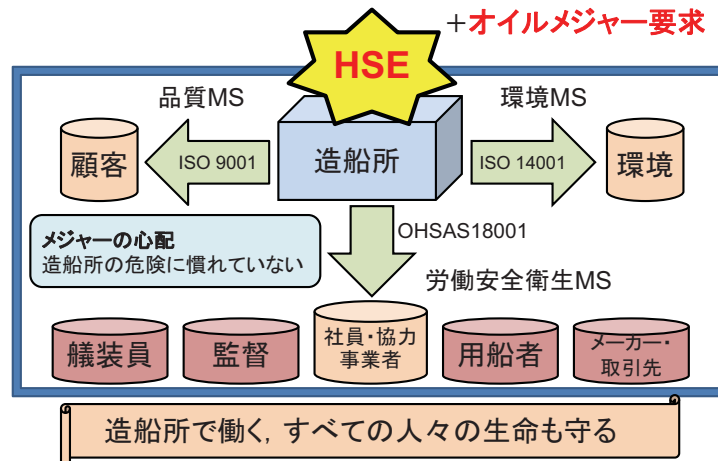 +オイルメジャー要求
HSE
品質MS
環境MS
顧客
ISO 9001
造船所
ISO 14001
環境
メジャーの心配
造船所の危険に慣れていない
OHSAS18001
労働安全衛生MS
艤装員
監督
社員・協力
事業者
用船者
メーカー・
取引先
造船所で働く，すべての人々の生命も守る